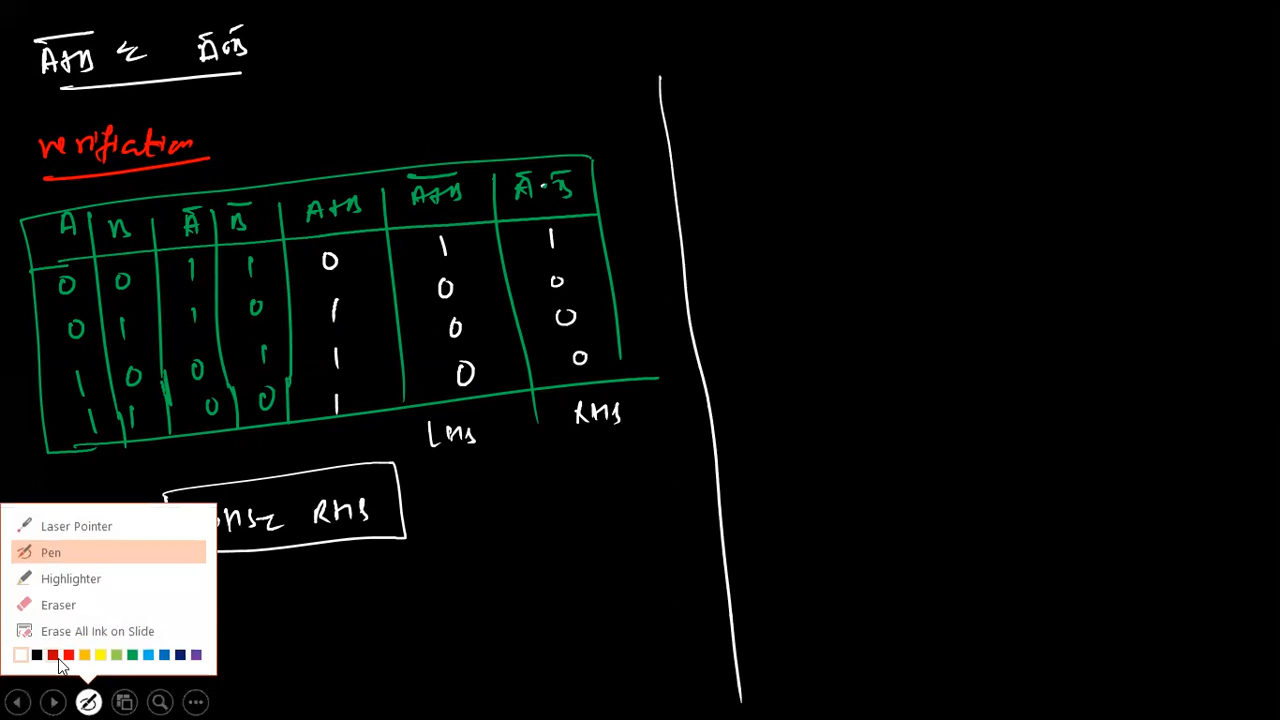 A̅+̅B̅ = A̅·B̅
verifiation
A B A̅ B̅ A+B A̅+̅B̅ A̅·B̅
0 0 1 1 0 1 1
0 1 1 0 1 0 0
1 0 0 1 1 0 0
1 1 0 0 1 0 0
LHS RHS
LHS= RHS
Laser Pointer
Pen
Highlighter
Eraser
Erase All Ink on Slide